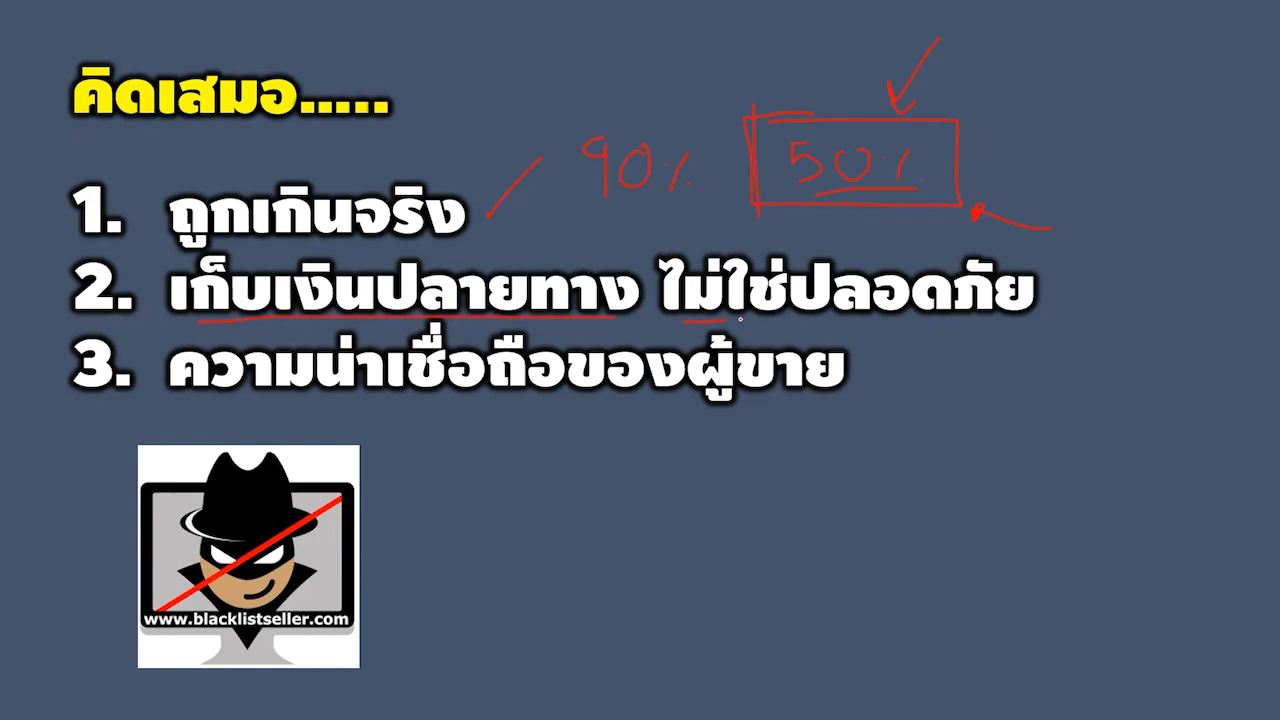 คิดเสมอ.....
90% 50%
1. ถูกเกินจริง
2. เก็บเงินปลายทาง ไม่ใช่ปลอดภัย
3. ความน่าเชื่อถือของผู้ขาย
www.blacklistseller.com